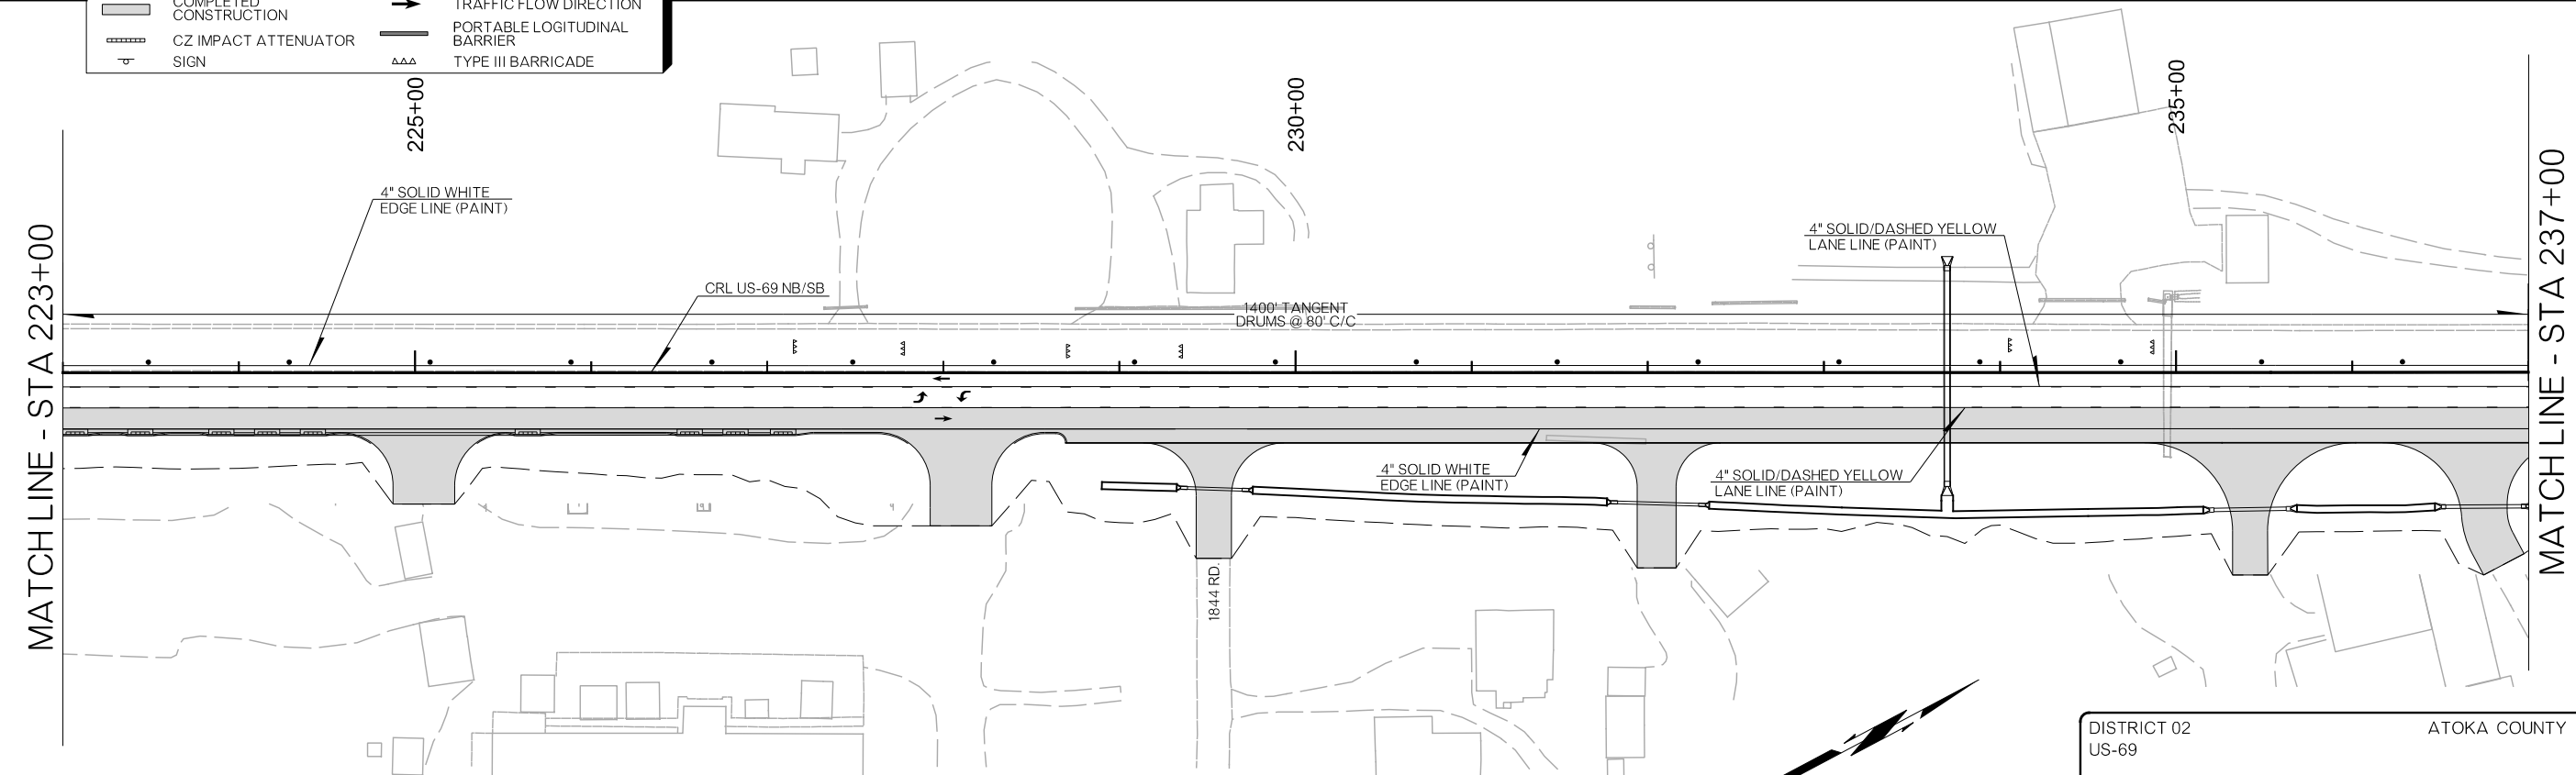 COMPLETED
CONSTRUCTION
TRAFFIC FLOW DIRECTION
CZ IMPACT ATTENUATOR
PORTABLE LOGITUDINAL
BARRIER
SIGN
TYPE III BARRICADE
225+00
230+00
235+00
4" SOLID WHITE
EDGE LINE (PAINT)
CRL US-69 NB/SB
1400' TANGENT
DRUMS @ 80' C/C
4" SOLID/DASHED YELLOW
LANE LINE (PAINT)
MATCH LINE - STA 223+00
MATCH LINE - STA 237+00
4" SOLID WHITE
EDGE LINE (PAINT)
4" SOLID/DASHED YELLOW
LANE LINE (PAINT)
1844 RD.
DISTRICT 02
ATOKA COUNTY
US-69